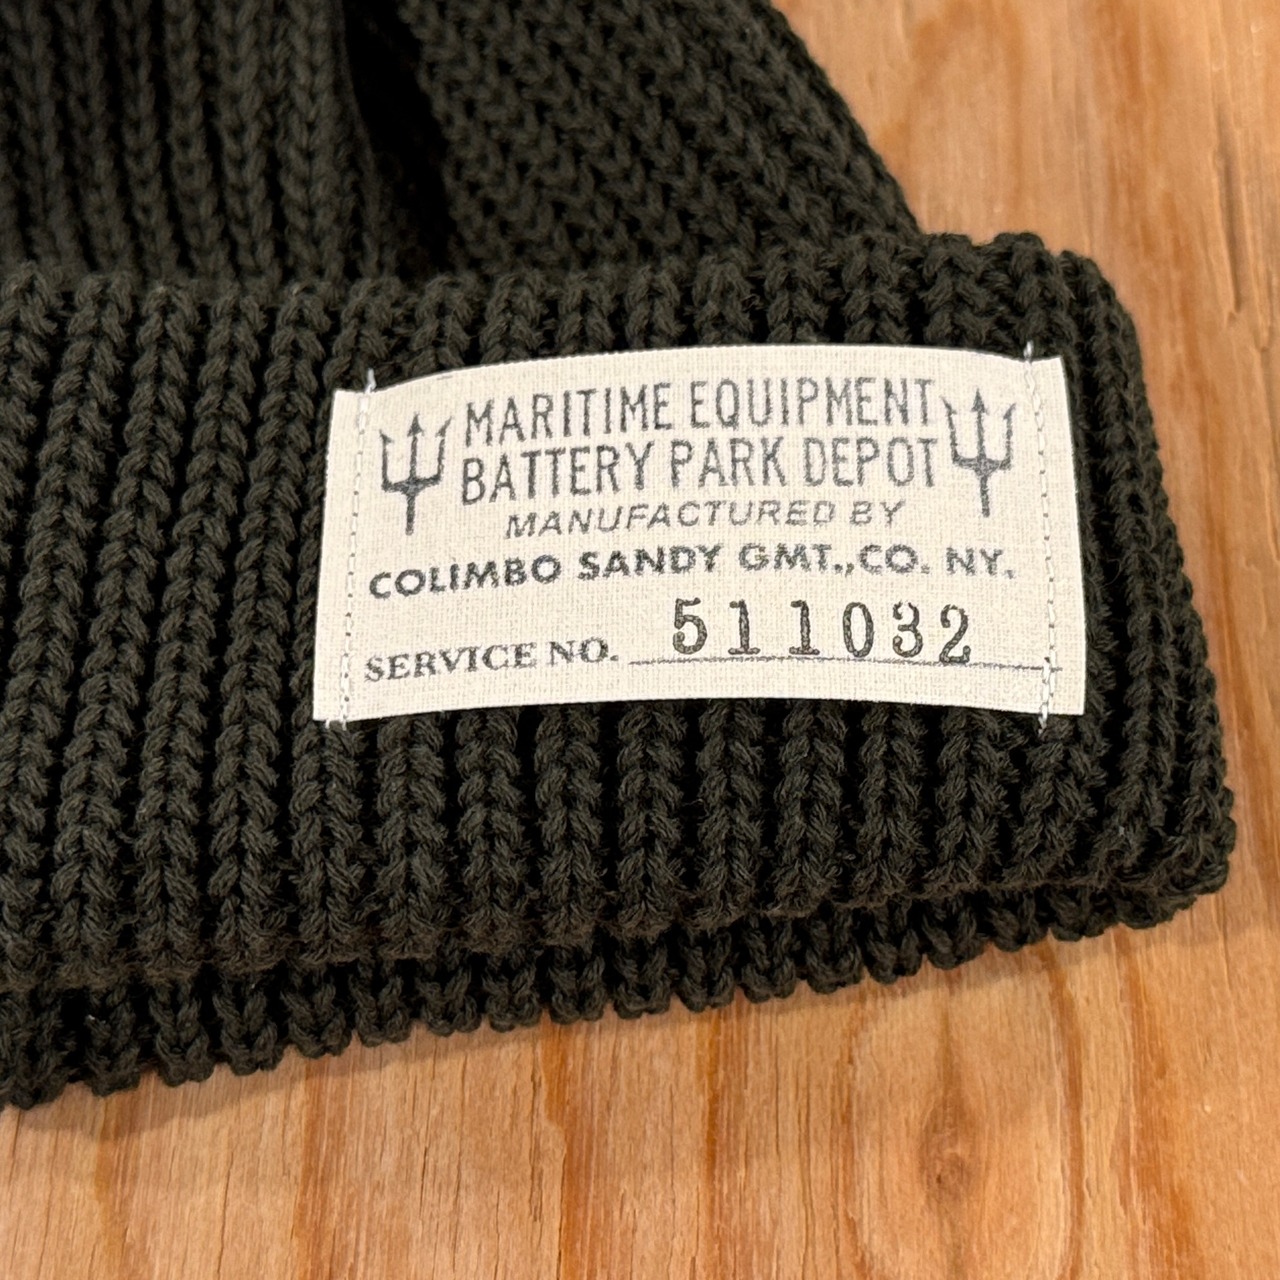 MARITIME EQUIPMENT
BATTERY PARK DEPOT
MANUFACTURED BY
COLIMBO SANDY GMT.,CO. NY.
SERVICE NO. 511032